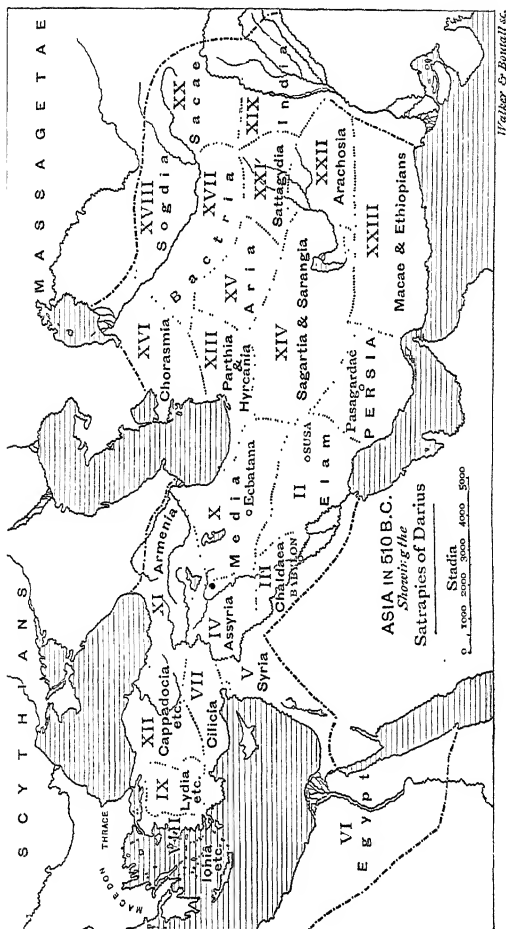 SCYTHIANS
MASSAGETAE
MACEDON
THRACE
VIII
Ionia
etc.
IX
Lydia
etc.
XII
Cappadocia
etc.
VII
Cilicia
XI
Armenia
IV
Assyria
V
Syria
VI
Egypt
III
Chaldaea
BABYLON
X
Media
Ecbatana
II
SUSA
Elam
XVI
Chorasmia
XIII
Parthia
&
Hyrcania
XV
Aria
XIV
Sagartia & Sarangia
Pasagardae
PERSIA
XVIII
Sogdia
XVII
Bactria
XX
Sacae
XIX
India
XXI
Sattagydia
XXII
Arachosia
XXIII
Macae & Ethiopians
ASIA IN 510 B.C.
Showing the
Satrapies of Darius
Stadia
0 1000 2000 3000 4000 5000
Walker & Boutall sc.